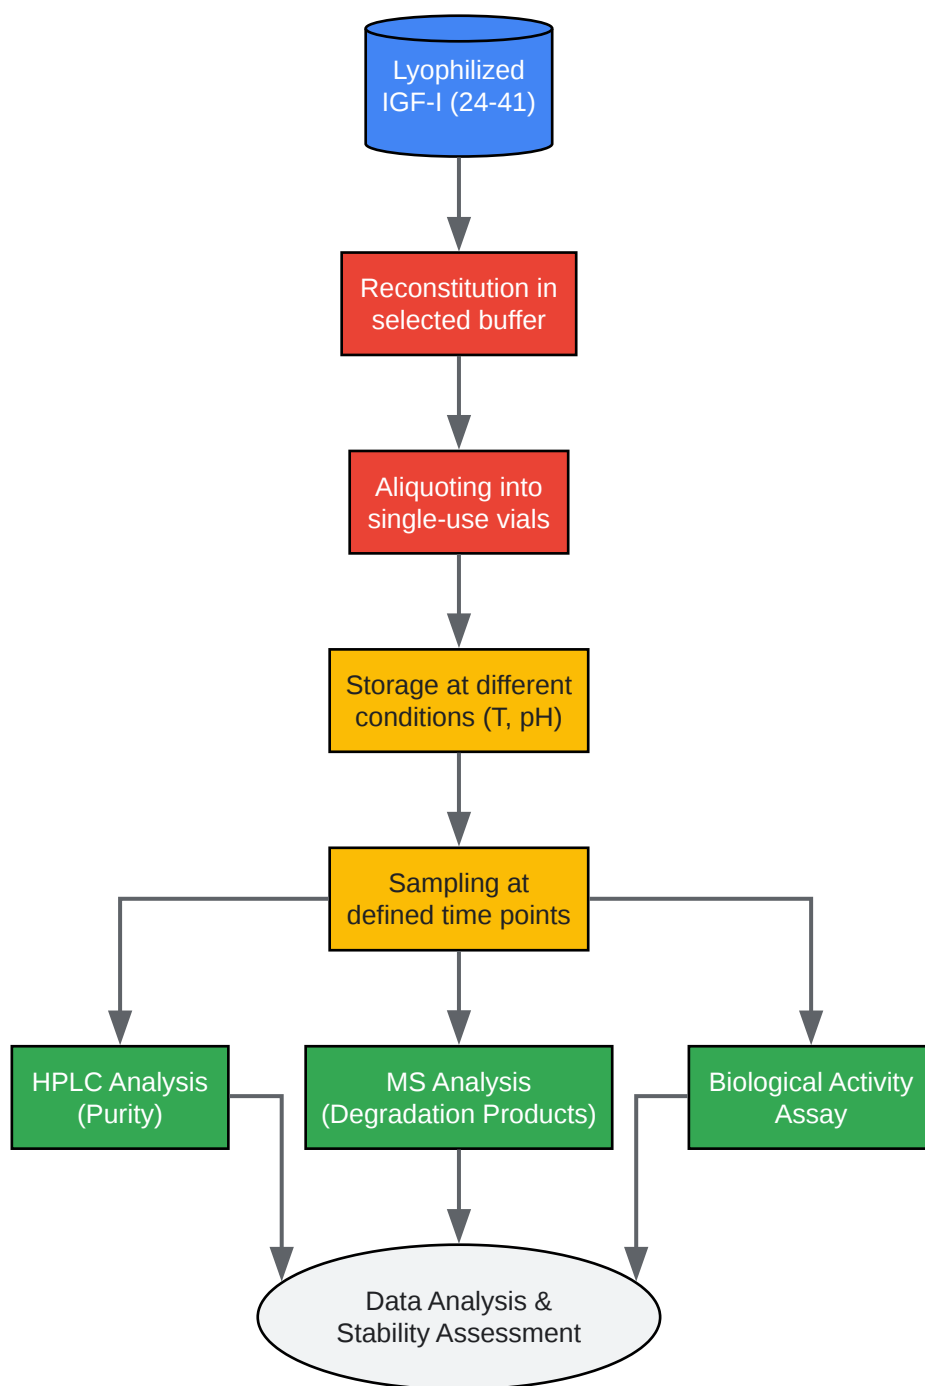 Lyophilized
IGF-I (24-41)
Reconstitution in
selected buffer
Aliquoting into
single-use vials
Storage at different
conditions (T, pH)
Sampling at
defined time points
HPLC Analysis
(Purity)
MS Analysis
(Degradation Products)
Biological Activity
Assay
Data Analysis &
Stability Assessment